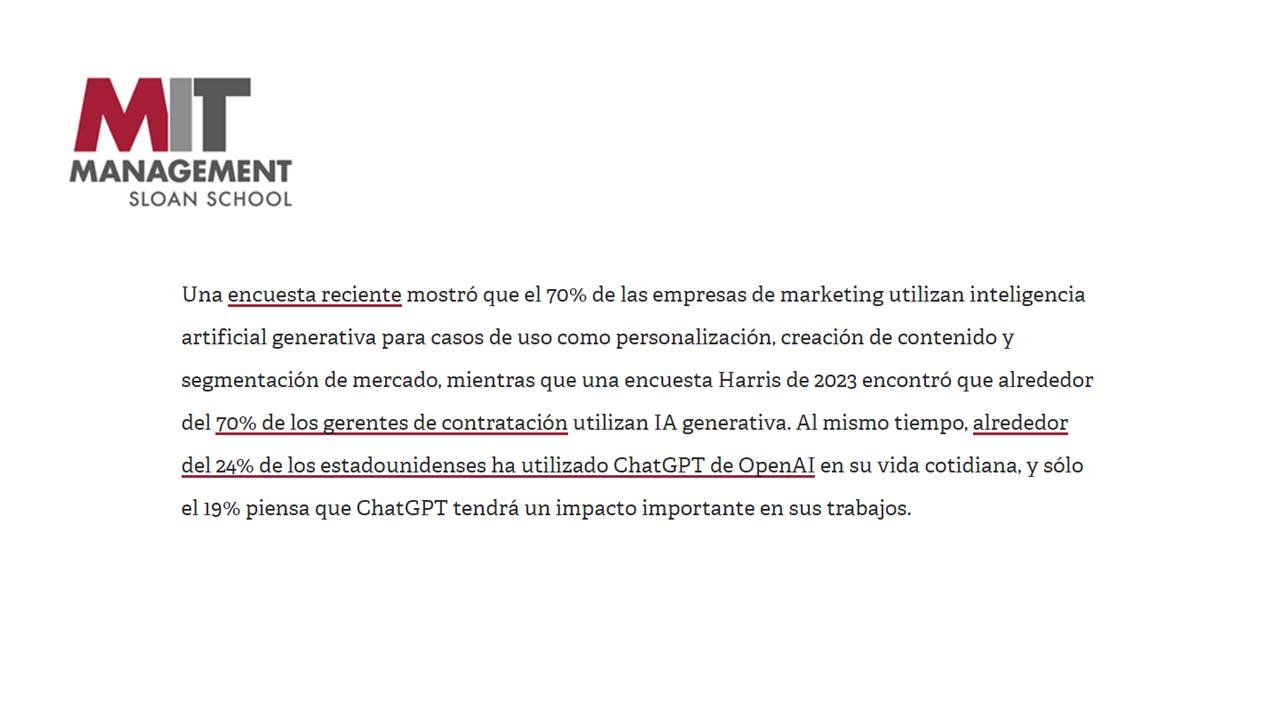 MIT
MANAGEMENT
SLOAN SCHOOL
Una encuesta reciente mostró que el 70% de las empresas de marketing utilizan inteligencia
artificial generativa para casos de uso como personalización, creación de contenido y
segmentación de mercado, mientras que una encuesta Harris de 2023 encontró que alrededor
del 70% de los gerentes de contratación utilizan IA generativa. Al mismo tiempo, alrededor
del 24% de los estadounidenses ha utilizado ChatGPT de OpenAI en su vida cotidiana, y sólo
el 19% piensa que ChatGPT tendrá un impacto importante en sus trabajos.